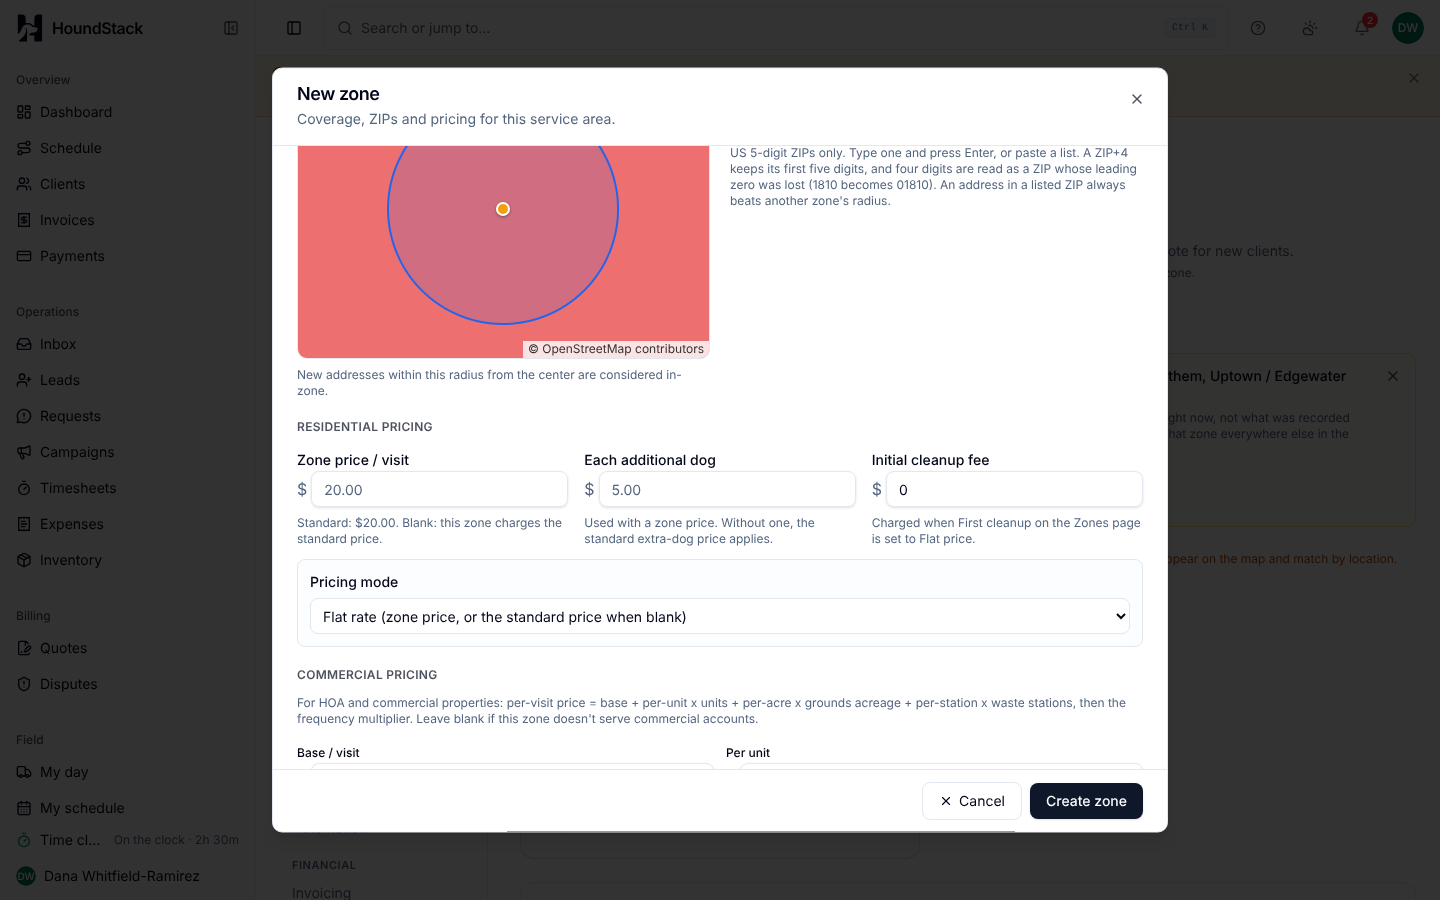 HoundStack
Search or jump to...
Ctrl K
2
DW
Overview
Dashboard
Schedule
Clients
Invoices
Payments
Operations
Inbox
Leads
Requests
Campaigns
Timesheets
Expenses
Inventory
Billing
Quotes
Disputes
Field
My day
My schedule
Time cl...
On the clock · 2h 30m
DW
Dana Whitfield-Ramirez
New zone
Coverage, ZIPs and pricing for this service area.
© OpenStreetMap contributors
New addresses within this radius from the center are considered in-
zone.
US 5-digit ZIPs only. Type one and press Enter, or paste a list. A ZIP+4
keeps its first five digits, and four digits are read as a ZIP whose leading
zero was lost (1810 becomes 01810). An address in a listed ZIP always
beats another zone's radius.
RESIDENTIAL PRICING
Zone price / visit
$ 20.00
Standard: $20.00. Blank: this zone charges the
standard price.
Each additional dog
$ 5.00
Used with a zone price. Without one, the
standard extra-dog price applies.
Initial cleanup fee
$ 0
Charged when First cleanup on the Zones page
is set to Flat price.
Pricing mode
Flat rate (zone price, or the standard price when blank)
COMMERCIAL PRICING
For HOA and commercial properties: per-visit price = base + per-unit x units + per-acre x grounds acreage + per-station x waste stations, then the
frequency multiplier. Leave blank if this zone doesn't serve commercial accounts.
Base / visit
Per unit
Cancel
Create zone
ote for new clients.
zone.
them, Uptown / Edgewater
ght now, not what was recorded
hat zone everywhere else in the
ppear on the map and match by location.
FINANCIAL
Invoicing